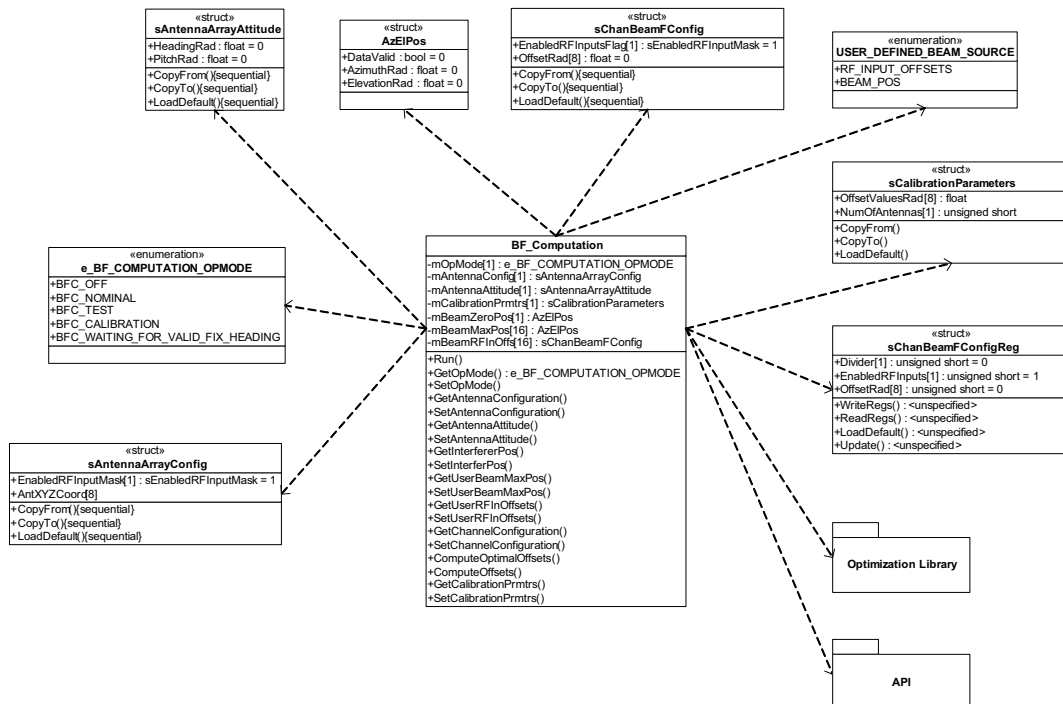 «struct»
sAntennaArrayAttitude
+HeadingRad : float = 0
+PitchRad : float = 0
+CopyFrom(){sequential}
+CopyTo(){sequential}
+LoadDefault(){sequential}
«struct»
AzElPos
+DataValid : bool = 0
+AzimuthRad : float = 0
+ElevationRad : float = 0
«struct»
sChanBeamFConfig
+EnabledRFInputsFlag[1] : sEnabledRFInputMask = 1
+OffsetRad[8] : float = 0
+CopyFrom(){sequential}
+CopyTo(){sequential}
+LoadDefault(){sequential}
«enumeration»
USER_DEFINED_BEAM_SOURCE
+RF_INPUT_OFFSETS
+BEAM_POS
«struct»
sCalibrationParameters
+OffsetValuesRad[8] : float
+NumOfAntennas[1] : unsigned short
+CopyFrom()
+CopyTo()
+LoadDefault()
«enumeration»
e_BF_COMPUTATION_OPMODE
+BFC_OFF
+BFC_NOMINAL
+BFC_TEST
+BFC_CALIBRATION
+BFC_WAITING_FOR_VALID_FIX_HEADING
BF_Computation
-mOpMode[1] : e_BF_COMPUTATION_OPMODE
-mAntennaConfig[1] : sAntennaArrayConfig
-mAntennaAttitude[1] : sAntennaArrayAttitude
-mCalibrationPrmtrs[1] : sCalibrationParameters
-mBeamZeroPos[1] : AzElPos
-mBeamMaxPos[16] : AzElPos
-mBeamRFInOffs[16] : sChanBeamFConfig
+Run()
+GetOpMode() : e_BF_COMPUTATION_OPMODE
+SetOpMode()
+GetAntennaConfiguration()
+SetAntennaConfiguration()
+GetAntennaAttitude()
+SetAntennaAttitude()
+GetInterfererPos()
+SetInterferPos()
+GetUserBeamMaxPos()
+SetUserBeamMaxPos()
+GetUserRFInOffsets()
+SetUserRFInOffsets()
+GetChannelConfiguration()
+SetChannelConfiguration()
+ComputeOptimalOffsets()
+ComputeOffsets()
+GetCalibrationPrmtrs()
+SetCalibrationPrmtrs()
«struct»
sChanBeamFConfigReg
+Divider[1] : unsigned short = 0
+EnabledRFInputs[1] : unsigned short = 1
+OffsetRad[8] : unsigned short = 0
+WriteRegs() : <unspecified>
+ReadRegs() : <unspecified>
+LoadDefault() : <unspecified>
+Update() : <unspecified>
«struct»
sAntennaArrayConfig
+EnabledRFInputMask[1] : sEnabledRFInputMask = 1
+AntXYZCoord[8]
+CopyFrom(){sequential}
+CopyTo(){sequential}
+LoadDefault(){sequential}
Optimization Library
API